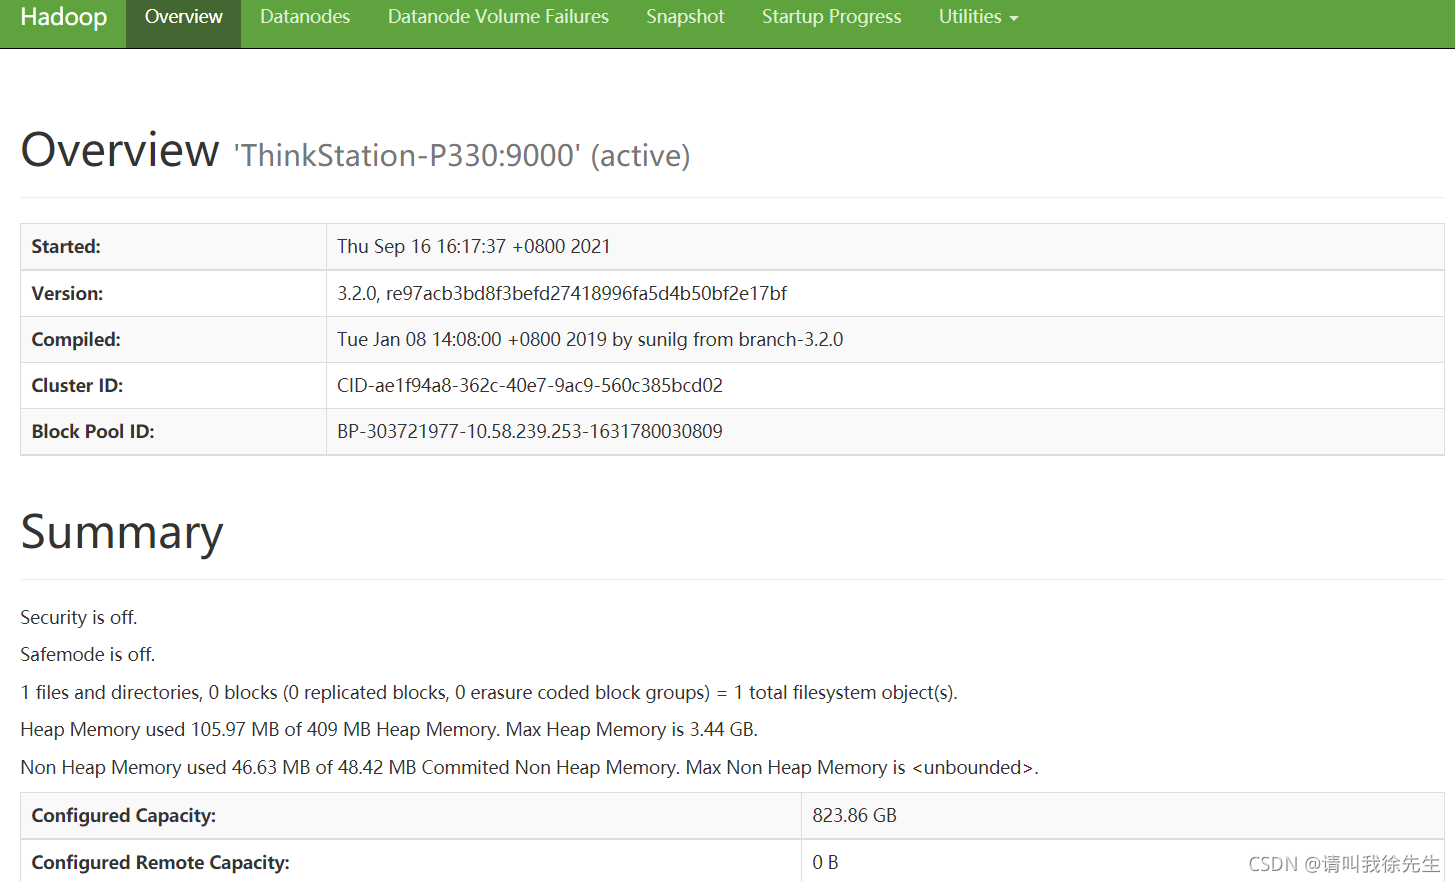 Hadoop Overview Datanodes Datanode Volume Failures Snapshot Startup Progress Utilities
Overview 'ThinkStation-P330:9000' (active)
Started: Thu Sep 16 16:17:37 +0800 2021
Version: 3.2.0, re97acb3bd8f3befd27418996fa5d4b50bf2e17bf
Compiled: Tue Jan 08 14:08:00 +0800 2019 by sunilg from branch-3.2.0
Cluster ID: CID-ae1f94a8-362c-40e7-9ac9-560c385bcd02
Block Pool ID: BP-303721977-10.58.239.253-1631780030809
Summary
Security is off.
Safemode is off.
1 files and directories, 0 blocks (0 replicated blocks, 0 erasure coded block groups) = 1 total filesystem object(s).
Heap Memory used 105.97 MB of 409 MB Heap Memory. Max Heap Memory is 3.44 GB.
Non Heap Memory used 46.63 MB of 48.42 MB Commited Non Heap Memory. Max Non Heap Memory is <unbounded>.
Configured Capacity: 823.86 GB
Configured Remote Capacity: 0 B
CSDN @请叫我徐先生